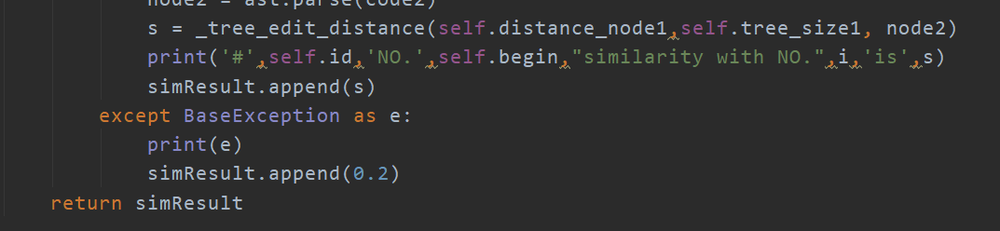 node2 = ast.parse(code2)
s = _tree_edit_distance(self.distance_node1,self.tree_size1, node2)
print('#',self.id,'NO.',self.begin,"similarity with NO.",i,'is',s)
simResult.append(s)
except BaseException as e:
print(e)
simResult.append(0.2)
return simResult